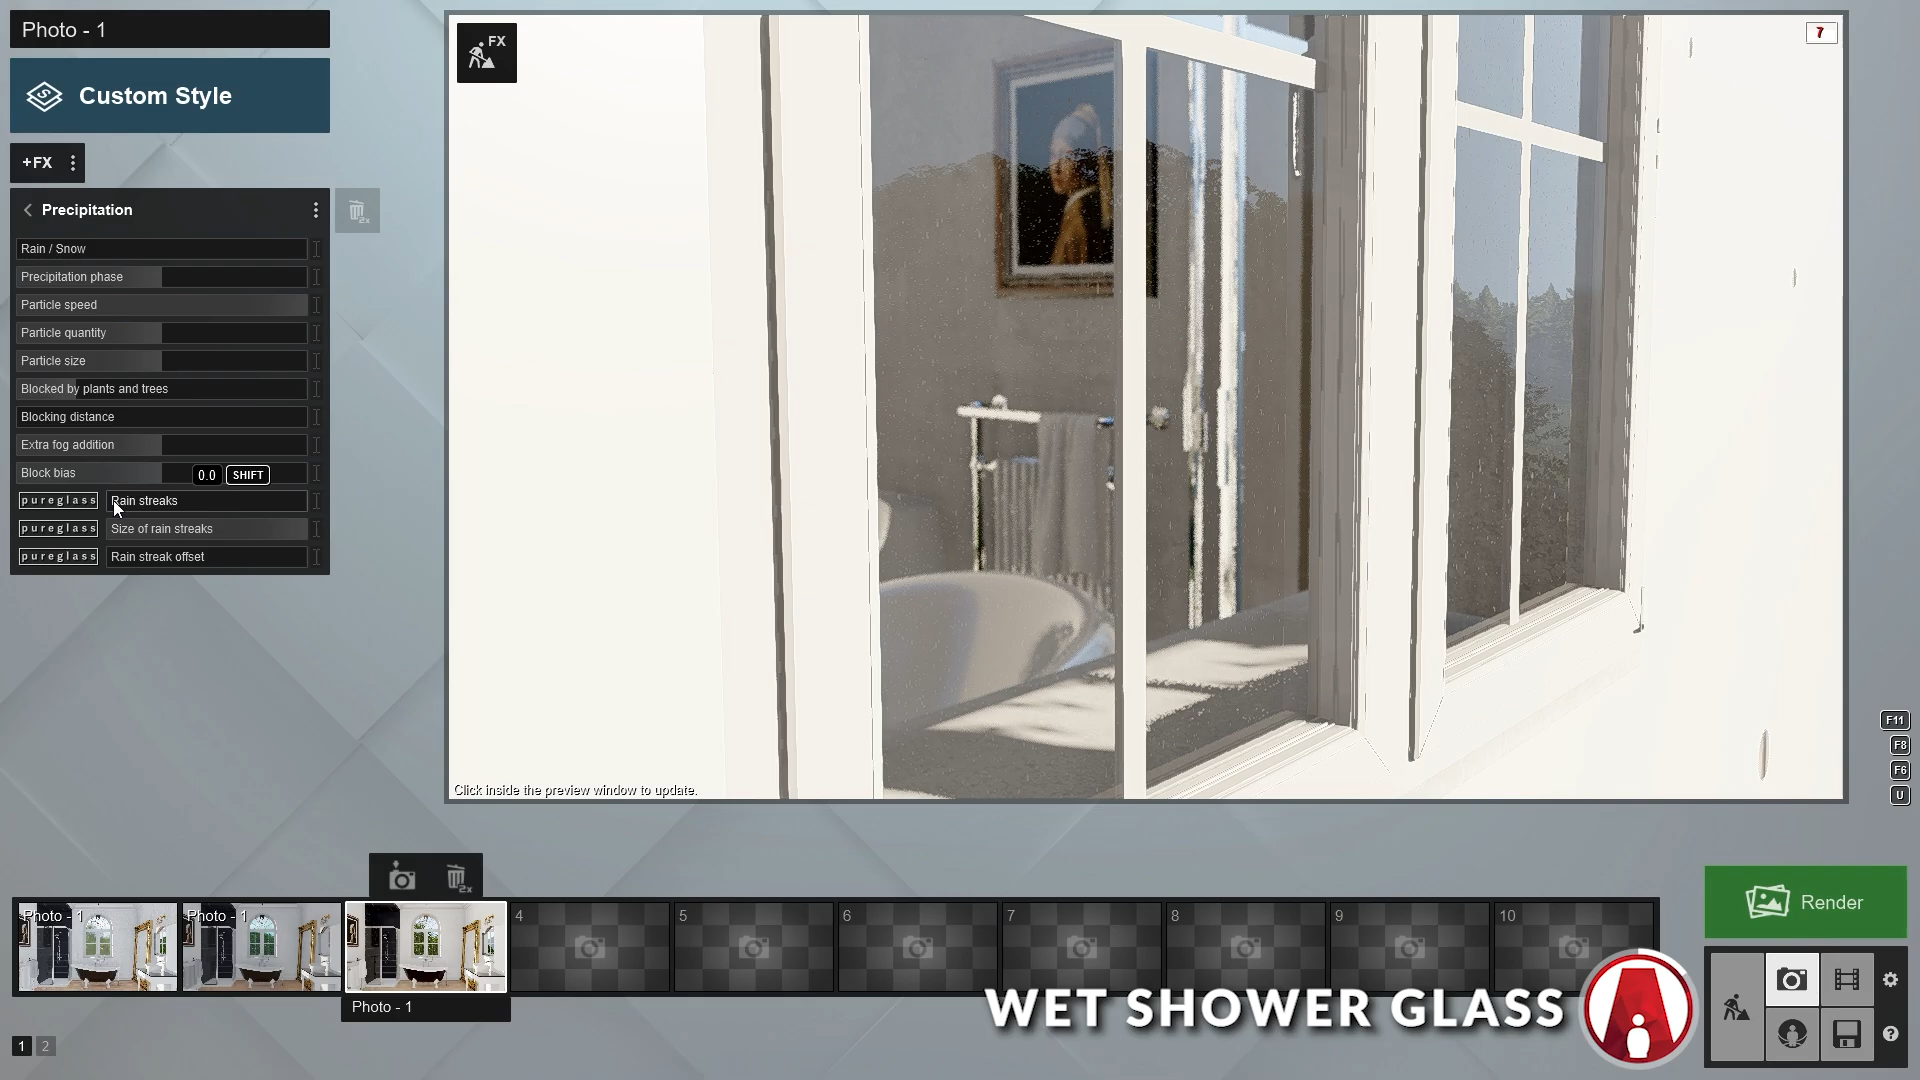 Photo - 1
Custom Style
+FX
Precipitation
2x
Rain / Snow
Precipitation phase
Particle speed
Particle quantity
Particle size
Blocked by plants and trees
Blocking distance
Extra fog addition
Block bias
0.0
SHIFT
pureglass
Rain streaks
pureglass
Size of rain streaks
pureglass
Rain streak offset
FX
7
Click inside the preview window to update.
F11
F8
F6
U
2x
Photo - 1
Photo - 1
4
5
6
7
8
9
10
Photo - 1
Render
WET SHOWER GLASS
1
2
?